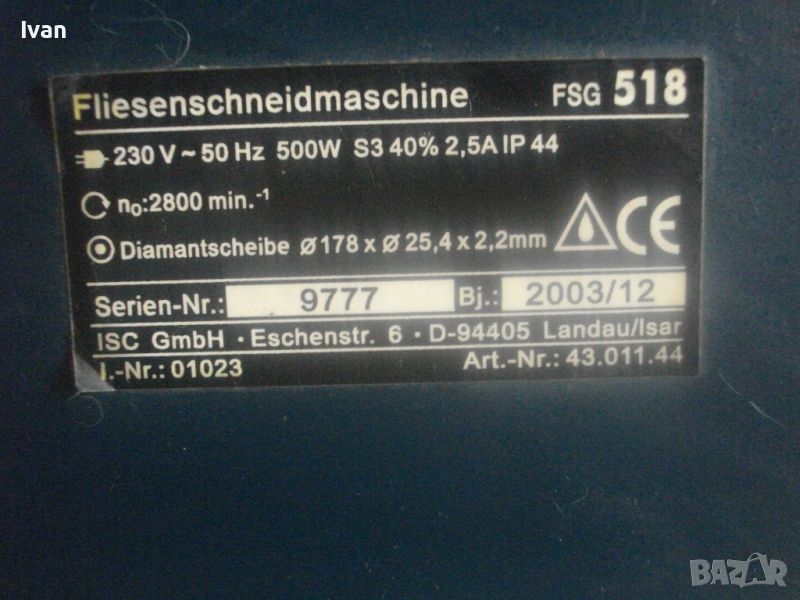 Ivan
Fliesenschneidmaschine FSG 518
230 V ~ 50 Hz 500W S3 40% 2,5A IP 44
n₀:2800 min.⁻¹
Diamantscheibe ø178 x ø 25,4 x 2,2mm CE
Serien-Nr.: 9777 Bj.: 2003/12
ISC GmbH · Eschenstr. 6 · D-94405 Landau/Isar
I.-Nr.: 01023 Art.-Nr.: 43.011.44
BAZAR